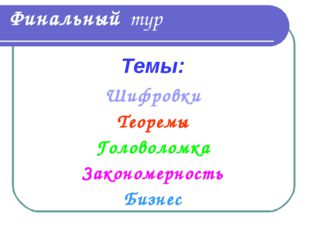 Финальный тур
Темы:
Шифровки
Теоремы
Головоломка
Закономерность
Бизнес